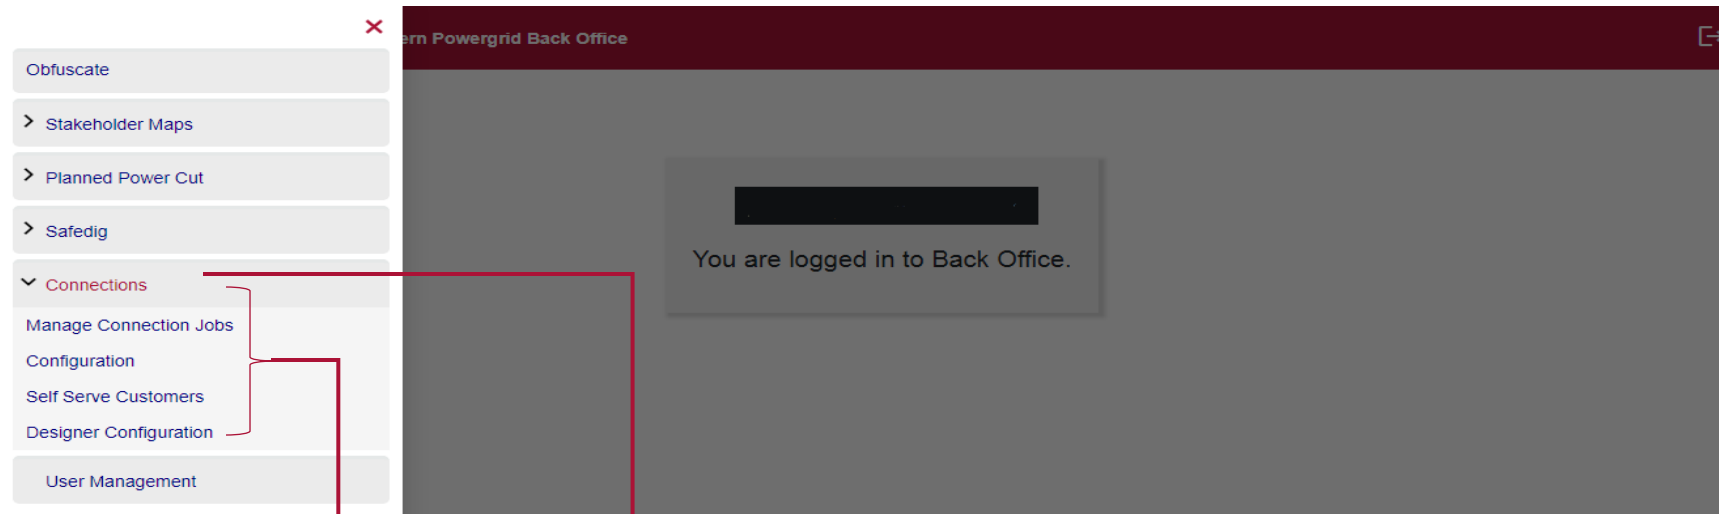 ern Powergrid Back Office
Obfuscate
Stakeholder Maps
Planned Power Cut
Safedig
Connections
Manage Connection Jobs
Configuration
Self Serve Customers
Designer Configuration
User Management
You are logged in to Back Office.